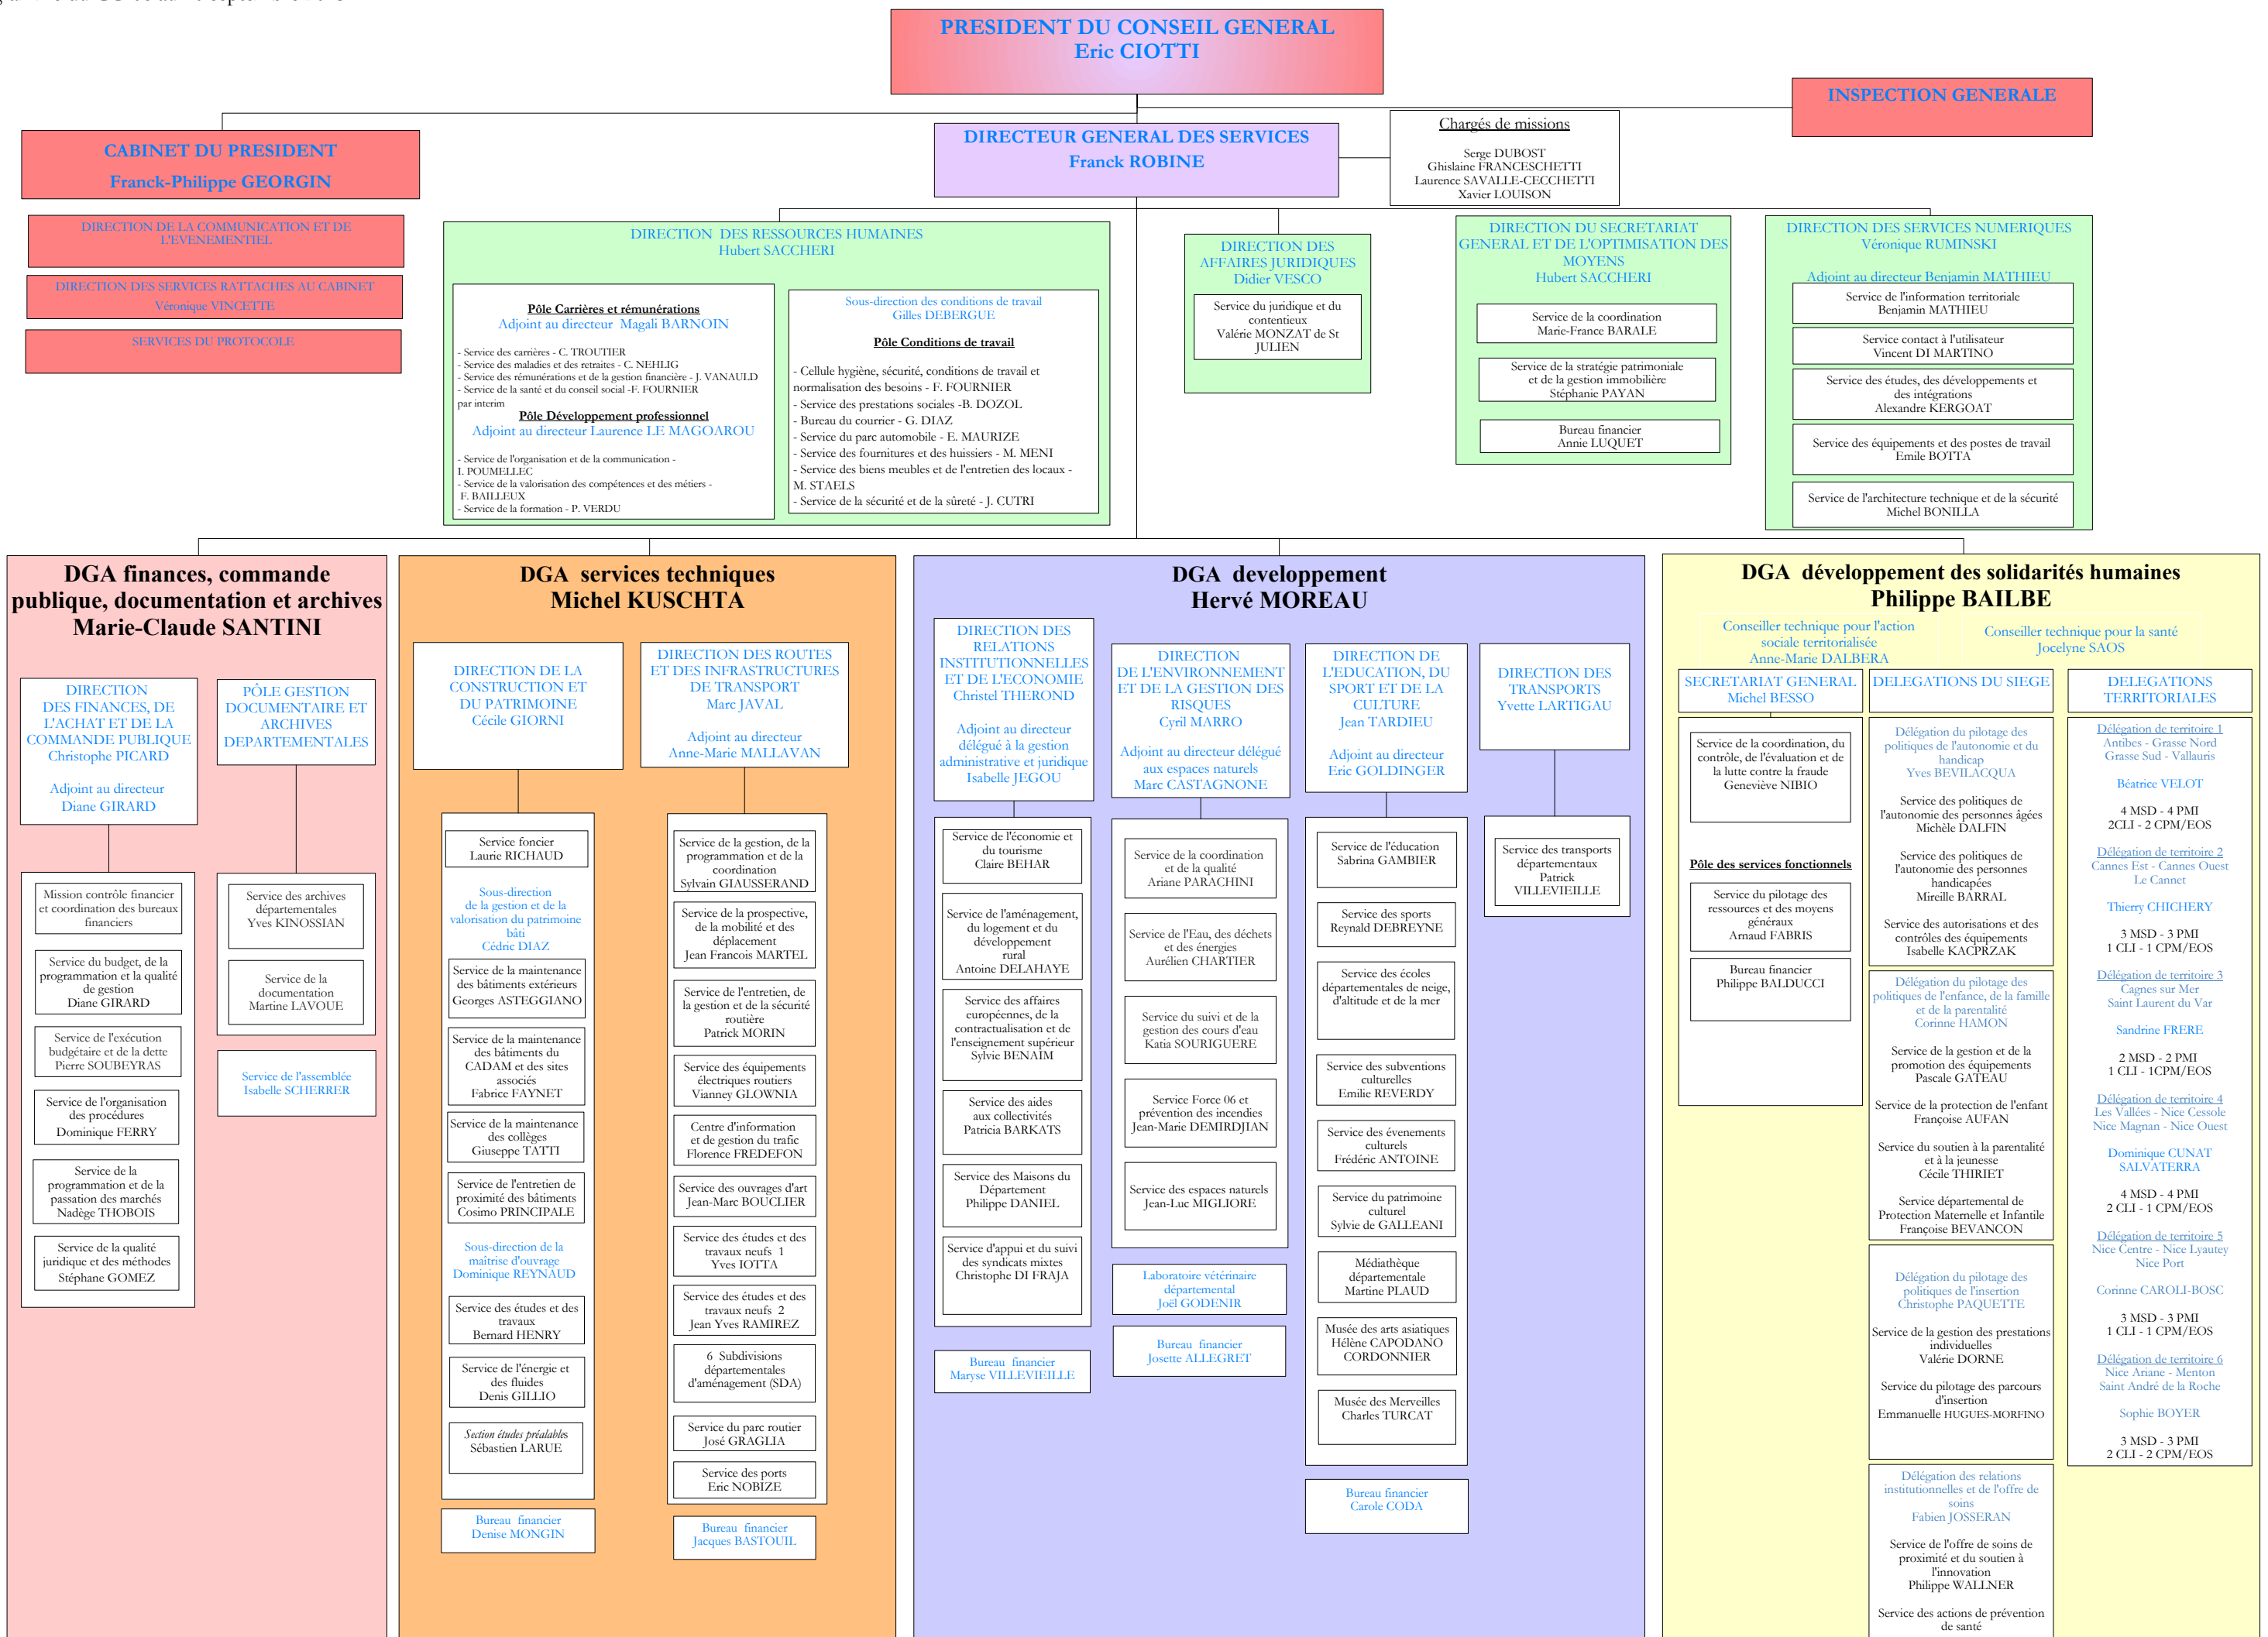 PRESIDENT DU CONSEIL GENERAL
Eric CIOTTI
INSPECTION GENERALE
CABINET DU PRESIDENT
Franck-Philippe GEORGIN
DIRECTEUR GENERAL DES SERVICES
Franck ROBINE
Chargés de missions
Serge DUBOST
Ghislaine FRANCESCHETTI
Laurence SAVALLE-CECCHETTI
Xavier LOUISON
DIRECTION DE LA COMMUNICATION ET DE
L'EVENEMENTIEL
DIRECTION DES SERVICES RATTACHES AU CABINET
Véronique VINCETTE
SERVICES DU PROTOCOLE
DIRECTION DES RESSOURCES HUMAINES
Hubert SACCHERI
Pôle Carrières et rémunérations
Adjoint au directeur Magali BARNOIN
- Service des carrières - C. TROUTIER
- Service des maladies et des retraites - C. NEHLIG
- Service des rémunérations et de la gestion financière - J. VANAULD
- Service de la santé et du conseil social -F. FOURNIER
par interim
Pôle Développement professionnel
Adjoint au directeur Laurence LE MAGOAROU
- Service de l'organisation et de la communication -
I. POUMELLEC
- Service de la valorisation des compétences et des métiers -
F. BAILLEUX
- Service de la formation - P. VERDU
Sous-direction des conditions de travail
Gilles DEBERGUE
Pôle Conditions de travail
- Cellule hygiène, sécurité, conditions de travail et
normalisation des besoins - F. FOURNIER
- Service des prestations sociales -B. DOZOL
- Bureau du courrier - G. DIAZ
- Service du parc automobile - E. MAURIZE
- Service des fournitures et des huissiers - M. MENI
- Service des biens meubles et de l'entretien des locaux -
M. STAELS
- Service de la sécurité et de la sûreté - J. CUTRI
DIRECTION DES
AFFAIRES JURIDIQUES
Didier VESCO
Service du juridique et du
contentieux
Valérie MONZAT de St
JULIEN
DIRECTION DU SECRETARIAT
GENERAL ET DE L'OPTIMISATION DES
MOYENS
Hubert SACCHERI
Service de la coordination
Marie-France BARALE
Service de la stratégie patrimoniale
et de la gestion immobilière
Stéphanie PAYAN
Bureau financier
Annie LUQUET
DIRECTION DES SERVICES NUMERIQUES
Véronique RUMINSKI
Adjoint au directeur Benjamin MATHIEU
Service de l'information territoriale
Benjamin MATHIEU
Service contact à l'utilisateur
Vincent DI MARTINO
Service des études, des développements et
des intégrations
Alexandre KERGOAT
Service des équipements et des postes de travail
Emile BOTTA
Service de l'architecture technique et de la sécurité
Michel BONILLA
DGA finances, commande
publique, documentation et archives
Marie-Claude SANTINI
DIRECTION
DES FINANCES, DE
L'ACHAT ET DE LA
COMMANDE PUBLIQUE
Christophe PICARD
Adjoint au directeur
Diane GIRARD
Mission contrôle financier
et coordination des bureaux
financiers
Service du budget, de la
programmation et la qualité
de gestion
Diane GIRARD
Service de l'exécution
budgétaire et de la dette
Pierre SOUBEYRAS
Service de l'organisation
des procédures
Dominique FERRY
Service de la
programmation et de la
passation des marchés
Nadège THOBOIS
Service de la qualité
juridique et des méthodes
Stéphane GOMEZ
PÔLE GESTION
DOCUMENTAIRE ET
ARCHIVES
DEPARTEMENTALES
Service des archives
départementales
Yves KINOSSIAN
Service de la
documentation
Martine LAVOUE
Service de l'assemblée
Isabelle SCHERRER
DGA services techniques
Michel KUSCHTA
DIRECTION DE LA
CONSTRUCTION ET
DU PATRIMOINE
Cécile GIORNI
Service foncier
Laurie RICHAUD
Sous-direction
de la gestion et de la
valorisation du patrimoine
bâti
Cédric DIAZ
Service de la maintenance
des bâtiments extérieurs
Georges ASTEGGIANO
Service de la maintenance
des bâtiments du
CADAM et des sites
associés
Fabrice FAYNET
Service de la maintenance
des collèges
Giuseppe TATTI
Service de l'entretien de
proximité des bâtiments
Cosimo PRINCIPALE
Sous-direction de la
maîtrise d'ouvrage
Dominique REYNAUD
Service des études et des
travaux
Bernard HENRY
Service de l'énergie et
des fluides
Denis GILLIO
Section études préalables
Sébastien LARUE
Bureau financier
Denise MONGIN
DIRECTION DES ROUTES
ET DES INFRASTRUCTURES
DE TRANSPORT
Marc JAVAL
Adjoint au directeur
Anne-Marie MALLAVAN
Service de la gestion, de la
programmation et de la
coordination
Sylvain GIAUSSERAND
Service de la prospective,
de la mobilité et des
déplacement
Jean Francois MARTEL
Service de l'entretien, de
la gestion et de la sécurité
routière
Patrick MORIN
Service des équipements
électriques routiers
Vianney GLOWNIA
Centre d'information
et de gestion du trafic
Florence FREDEFON
Service des ouvrages d'art
Jean-Marc BOUCLIER
Service des études et des
travaux neufs 1
Yves IOTTA
Service des études et des
travaux neufs 2
Jean Yves RAMIREZ
6 Subdivisions
départementales
d'aménagement (SDA)
Service du parc routier
José GRAGLIA
Service des ports
Eric NOBIZE
Bureau financier
Jacques BASTOUIL
DGA developpement
Hervé MOREAU
DIRECTION DES
RELATIONS
INSTITUTIONNELLES
ET DE L'ECONOMIE
Christel THEROND
Adjoint au directeur
délégué à la gestion
administrative et juridique
Isabelle JEGOU
Service de l'économie et
du tourisme
Claire BEHAR
Service de l'aménagement,
du logement et du
développement
rural
Antoine DELAHAYE
Service des affaires
européennes, de la
contractualisation et de
l'enseignement supérieur
Sylvie BENAÏM
Service des aides
aux collectivités
Patricia BARKATS
Service des Maisons du
Département
Philippe DANIEL
Service d'appui et du suivi
des syndicats mixtes
Christophe DI FRAJA
Bureau financier
Maryse VILLEVIEILLE
DIRECTION
DE L'ENVIRONNEMENT
ET DE LA GESTION DES
RISQUES
Cyril MARRO
Adjoint au directeur délégué
aux espaces naturels
Marc CASTAGNONE
Service de la coordination
et de la qualité
Ariane PARACHINI
Service de l'Eau, des déchets
et des énergies
Aurélien CHARTIER
Service du suivi et de la
gestion des cours d'eau
Katia SOURIGUERE
Service Force 06 et
prévention des incendies
Jean-Marie DEMIRDJIAN
Service des espaces naturels
Jean-Luc MIGLIORE
Laboratoire vétérinaire
départemental
Joël GODENIR
Bureau financier
Josette ALLEGRET
DIRECTION DE
L'EDUCATION, DU
SPORT ET DE LA
CULTURE
Jean TARDIEU
Adjoint au directeur
Eric GOLDINGER
Service de l'éducation
Sabrina GAMBIER
Service des sports
Reynald DEBREYNE
Service des écoles
départementales de neige,
d'altitude et de la mer
Service des subventions
culturelles
Emilie REVERDY
Service des évenements
culturels
Frédéric ANTOINE
Service du patrimoine
culturel
Sylvie de GALLEANI
Médiathèque
départementale
Martine PLAUD
Musée des arts asiatiques
Hélène CAPODANO
CORDONNIER
Musée des Merveilles
Charles TURCAT
Bureau financier
Carole CODA
DIRECTION DES
TRANSPORTS
Yvette LARTIGAU
Service des transports
départementaux
Patrick
VILLEVIEILLE
DGA développement des solidarités humaines
Philippe BAILBE
Conseiller technique pour l'action
sociale territorialisée
Anne-Marie DALBERA
Conseiller technique pour la santé
Jocelyne SAOS
SECRETARIAT GENERAL
Michel BESSO
Service de la coordination, du
contrôle, de l'évaluation et de
la lutte contre la fraude
Geneviève NIBIO
Pôle des services fonctionnels
Service du pilotage des
ressources et des moyens
généraux
Arnaud FABRIS
Bureau financier
Philippe BALDUCCI
DELEGATIONS DU SIEGE
Délégation du pilotage des
politiques de l'autonomie et du
handicap
Yves BEVILACQUA
Service des politiques de
l'autonomie des personnes âgées
Michèle DALFIN
Service des politiques de
l'autonomie des personnes
handicapées
Mireille BARRAL
Service des autorisations et des
contrôles des équipements
Isabelle KACPRZAK
Délégation du pilotage des
politiques de l'enfance, de la famille
et de la parentalité
Corinne HAMON
Service de la gestion et de la
promotion des équipements
Pascale GATEAU
Service de la protection de l'enfant
Françoise AUFAN
Service du soutien à la parentalité
et à la jeunesse
Cécile THIRIET
Service départemental de
Protection Maternelle et Infantile
Françoise BEVANCON
Délégation du pilotage des
politiques de l'insertion
Christophe PAQUETTE
Service de la gestion des prestations
individuelles
Valérie DORNE
Service du pilotage des parcours
d'insertion
Emmanuelle HUGUES-MORFINO
Délégation des relations
institutionnelles et de l'offre de
soins
Fabien JOSSERAN
Service de l'offre de soins de
proximité et du soutien à
l'innovation
Philippe WALLNER
Service des actions de prévention
de santé
DELEGATIONS
TERRITORIALES
Délégation de territoire 1
Antibes - Grasse Nord
Grasse Sud - Vallauris
Béatrice VELOT
4 MSD - 4 PMI
2CLI - 2 CPM/EOS
Délégation de territoire 2
Cannes Est - Cannes Ouest
Le Cannet
Thierry CHICHERY
3 MSD - 3 PMI
1 CLI - 1 CPM/EOS
Délégation de territoire 3
Cagnes sur Mer
Saint Laurent du Var
Sandrine FRERE
2 MSD - 2 PMI
1 CLI - 1CPM/EOS
Délégation de territoire 4
Les Vallées - Nice Cessole
Nice Magnan - Nice Ouest
Dominique CUNAT
SALVATERRA
4 MSD - 4 PMI
2 CLI - 1 CPM/EOS
Délégation de territoire 5
Nice Centre - Nice Lyautey
Nice Port
Corinne CAROLI-BOSC
3 MSD - 3 PMI
1 CLI - 1 CPM/EOS
Délégation de territoire 6
Nice Ariane - Menton
Saint André de la Roche
Sophie BOYER
3 MSD - 3 PMI
2 CLI - 2 CPM/EOS